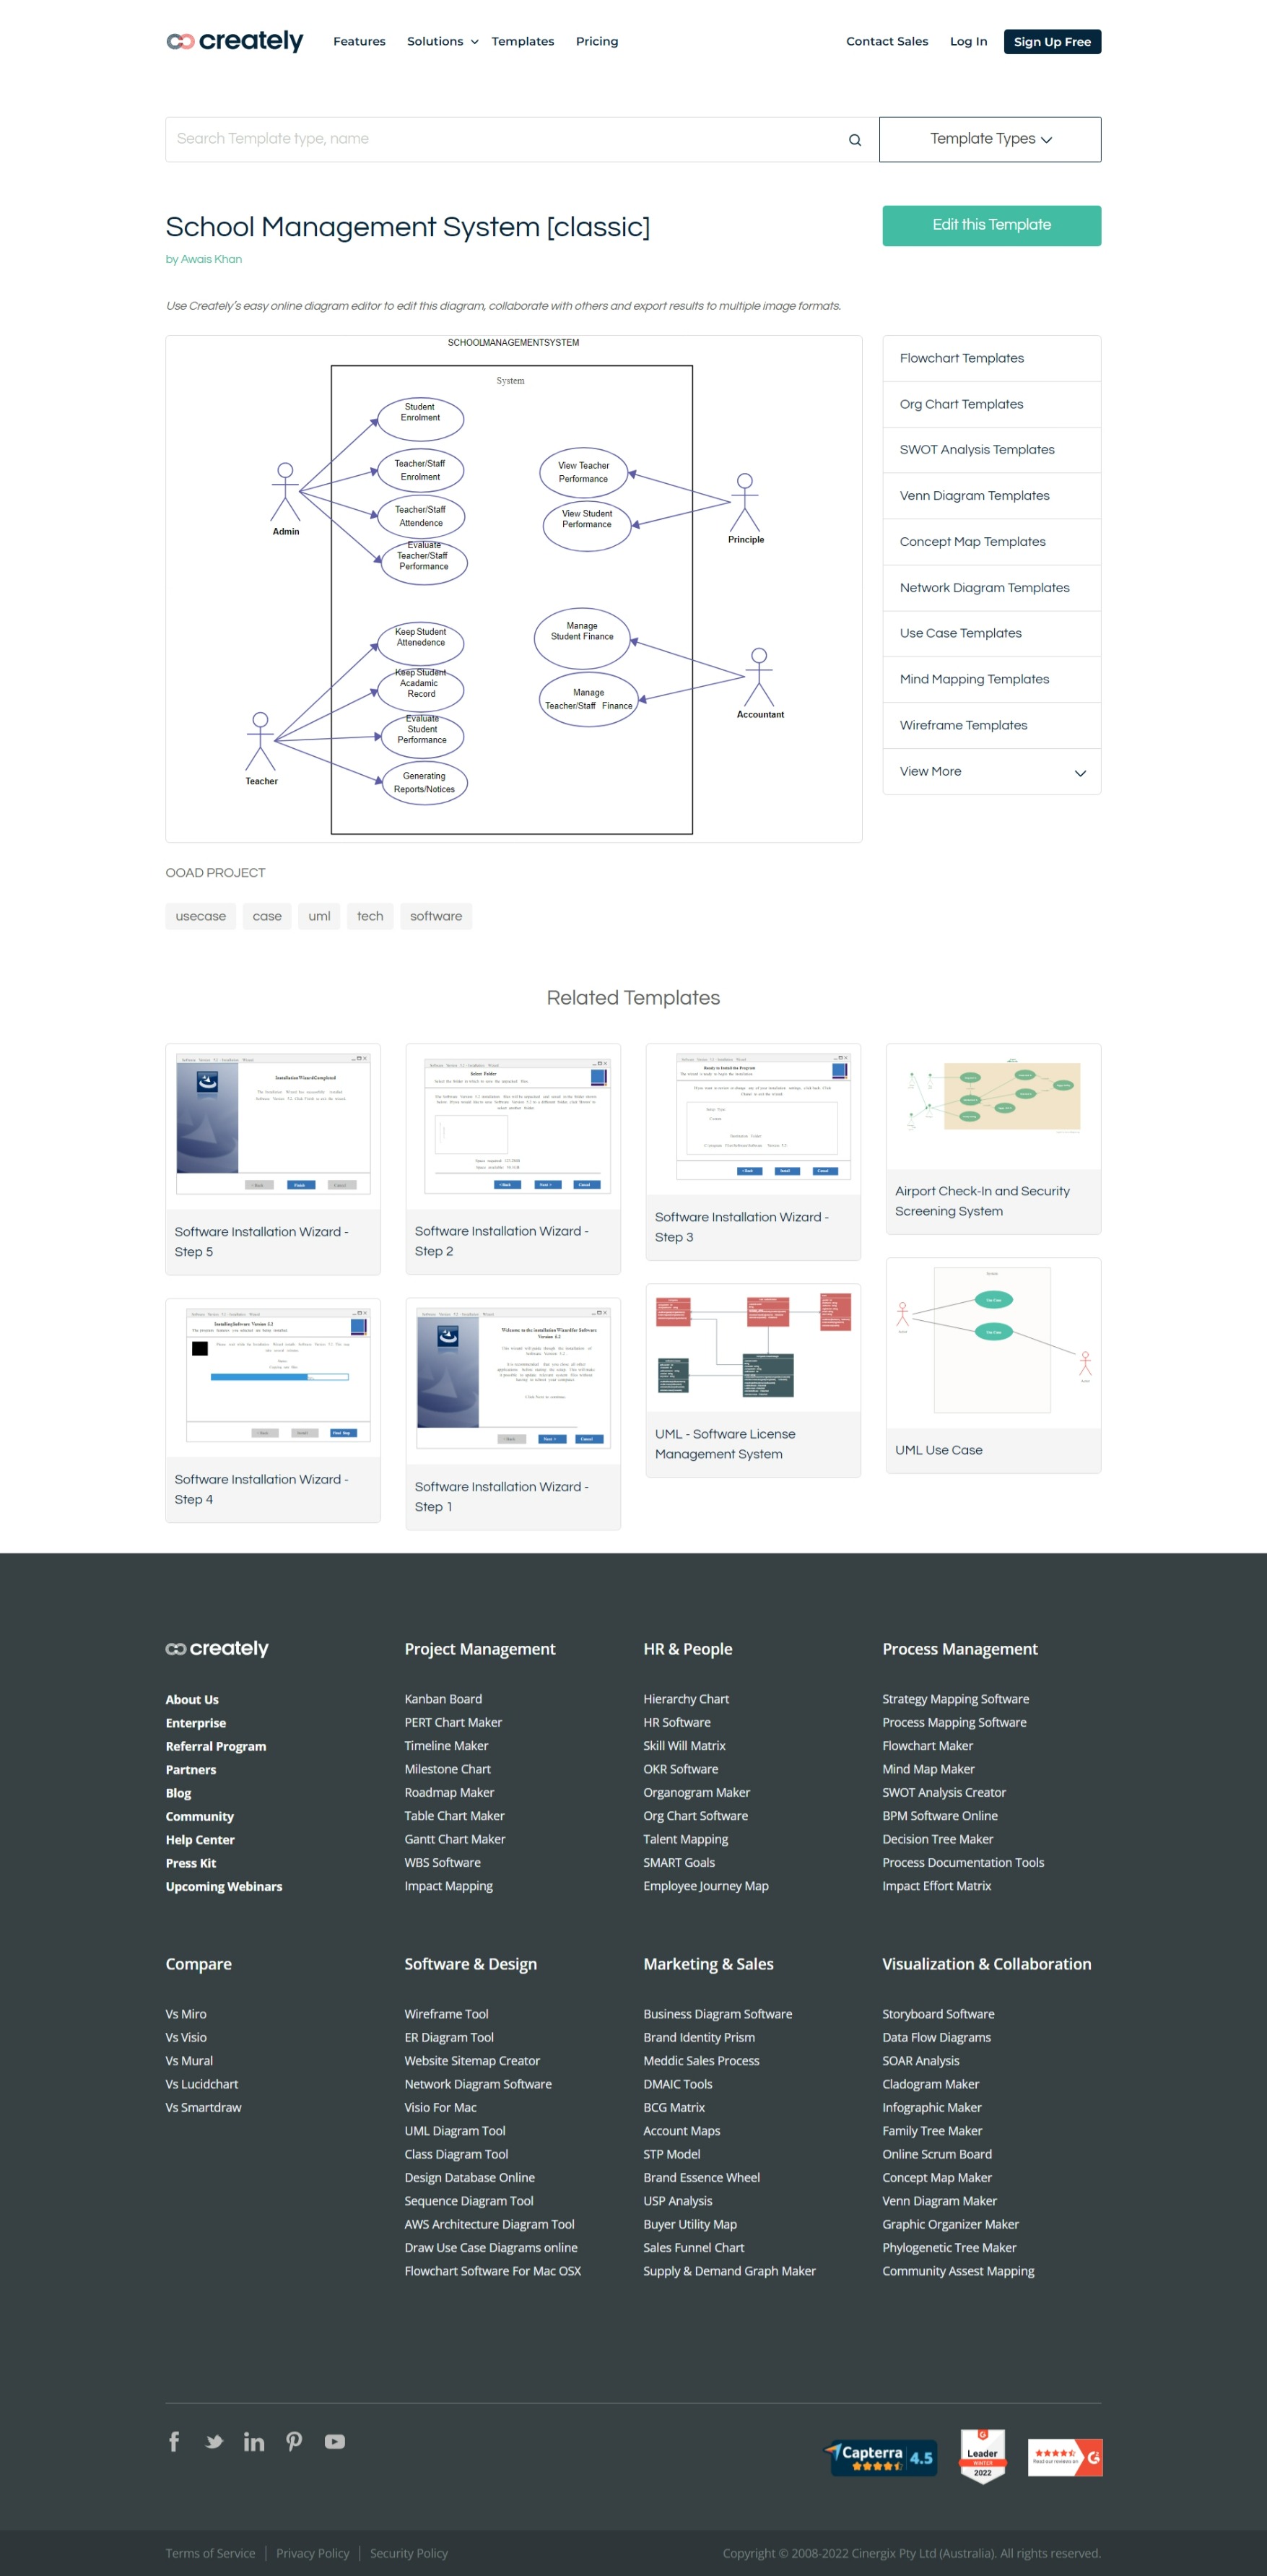 creately
Features
Solutions
Templates
Pricing
Contact Sales
Log In
Sign Up Free
Search Template type, name
Template Types
School Management System [classic]
Edit this Template
by Awais Khan
Use Creately's easy online diagram editor to edit this diagram, collaborate with others and export results to multiple image formats.
SCHOOLMANAGEMENTSYSTEM
System
Student
Enrolment
Teacher/Staff
Enrolment
Teacher/Staff
Attendence
Evaluate
Teacher/Staff
Performance
Admin
View Teacher
Performance
View Student
Performance
Principle
Keep Student
Attenedence
Keep Student
Acadamic
Record
Evaluate
Student
Performance
Generating
Reports/Notices
Teacher
Manage
Student Finance
Manage
Teacher/Staff Finance
Accountant
Flowchart Templates
Org Chart Templates
SWOT Analysis Templates
Venn Diagram Templates
Concept Map Templates
Network Diagram Templates
Use Case Templates
Mind Mapping Templates
Wireframe Templates
View More
OOAD PROJECT
usecase
case
uml
tech
software
Related Templates
Software Installation Wizard -
Step 5
Software Installation Wizard -
Step 2
Software Installation Wizard -
Step 3
Airport Check-In and Security
Screening System
Software Installation Wizard -
Step 4
Software Installation Wizard -
Step 1
UML - Software License
Management System
UML Use Case
creately
About Us
Enterprise
Referral Program
Partners
Blog
Community
Help Center
Press Kit
Upcoming Webinars
Project Management
Kanban Board
PERT Chart Maker
Timeline Maker
Milestone Chart
Roadmap Maker
Table Chart Maker
Gantt Chart Maker
WBS Software
Impact Mapping
HR & People
Hierarchy Chart
HR Software
Skill Will Matrix
OKR Software
Organogram Maker
Org Chart Software
Talent Mapping
SMART Goals
Employee Journey Map
Process Management
Strategy Mapping Software
Process Mapping Software
Flowchart Maker
Mind Map Maker
SWOT Analysis Creator
BPM Software Online
Decision Tree Maker
Process Documentation Tools
Impact Effort Matrix
Compare
Vs Miro
Vs Visio
Vs Mural
Vs Lucidchart
Vs Smartdraw
Software & Design
Wireframe Tool
ER Diagram Tool
Website Sitemap Creator
Network Diagram Software
Visio For Mac
UML Diagram Tool
Class Diagram Tool
Design Database Online
Sequence Diagram Tool
AWS Architecture Diagram Tool
Draw Use Case Diagrams online
Flowchart Software For Mac OSX
Marketing & Sales
Business Diagram Software
Brand Identity Prism
Meddic Sales Process
DMAIC Tools
BCG Matrix
Account Maps
STP Model
Brand Essence Wheel
USP Analysis
Buyer Utility Map
Sales Funnel Chart
Supply & Demand Graph Maker
Visualization & Collaboration
Storyboard Software
Data Flow Diagrams
SOAR Analysis
Cladogram Maker
Infographic Maker
Family Tree Maker
Online Scrum Board
Concept Map Maker
Venn Diagram Maker
Graphic Organizer Maker
Phylogenetic Tree Maker
Community Assest Mapping
Capterra 4.5
Leader
WINTER
2022
Read our reviews on
Terms of Service
Privacy Policy
Security Policy
Copyright © 2008-2022 Cinergix Pty Ltd (Australia). All rights reserved.